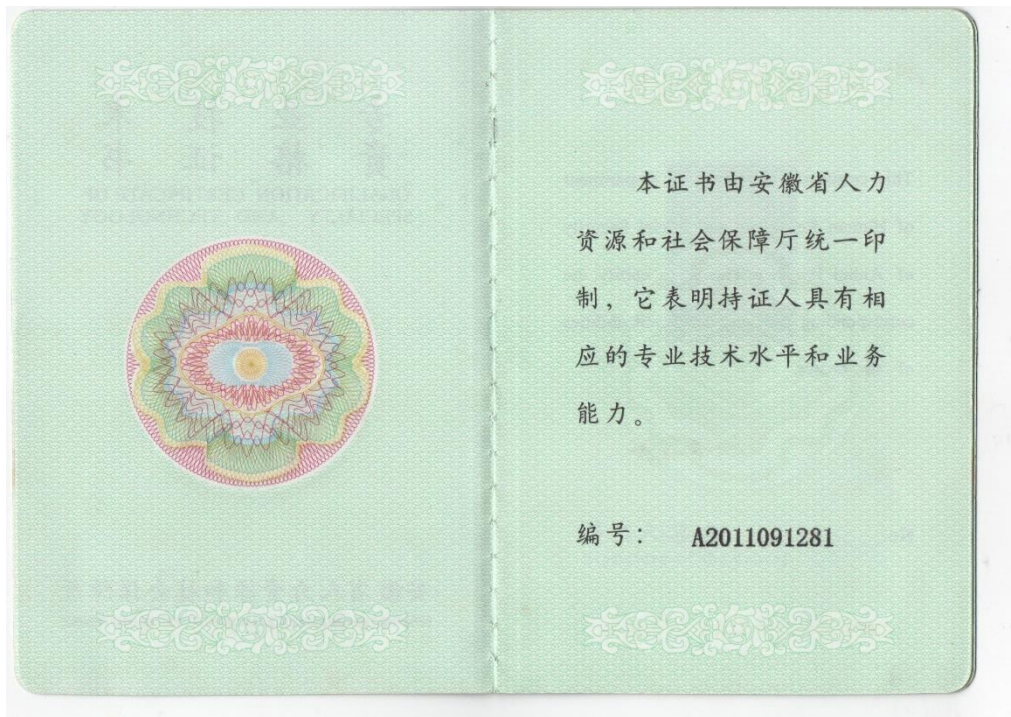 本证书由安徽省人力
资源和社会保障厅统一印
制，它表明持证人具有相
应的专业技术水平和业务
能力。
编号： A2011091281